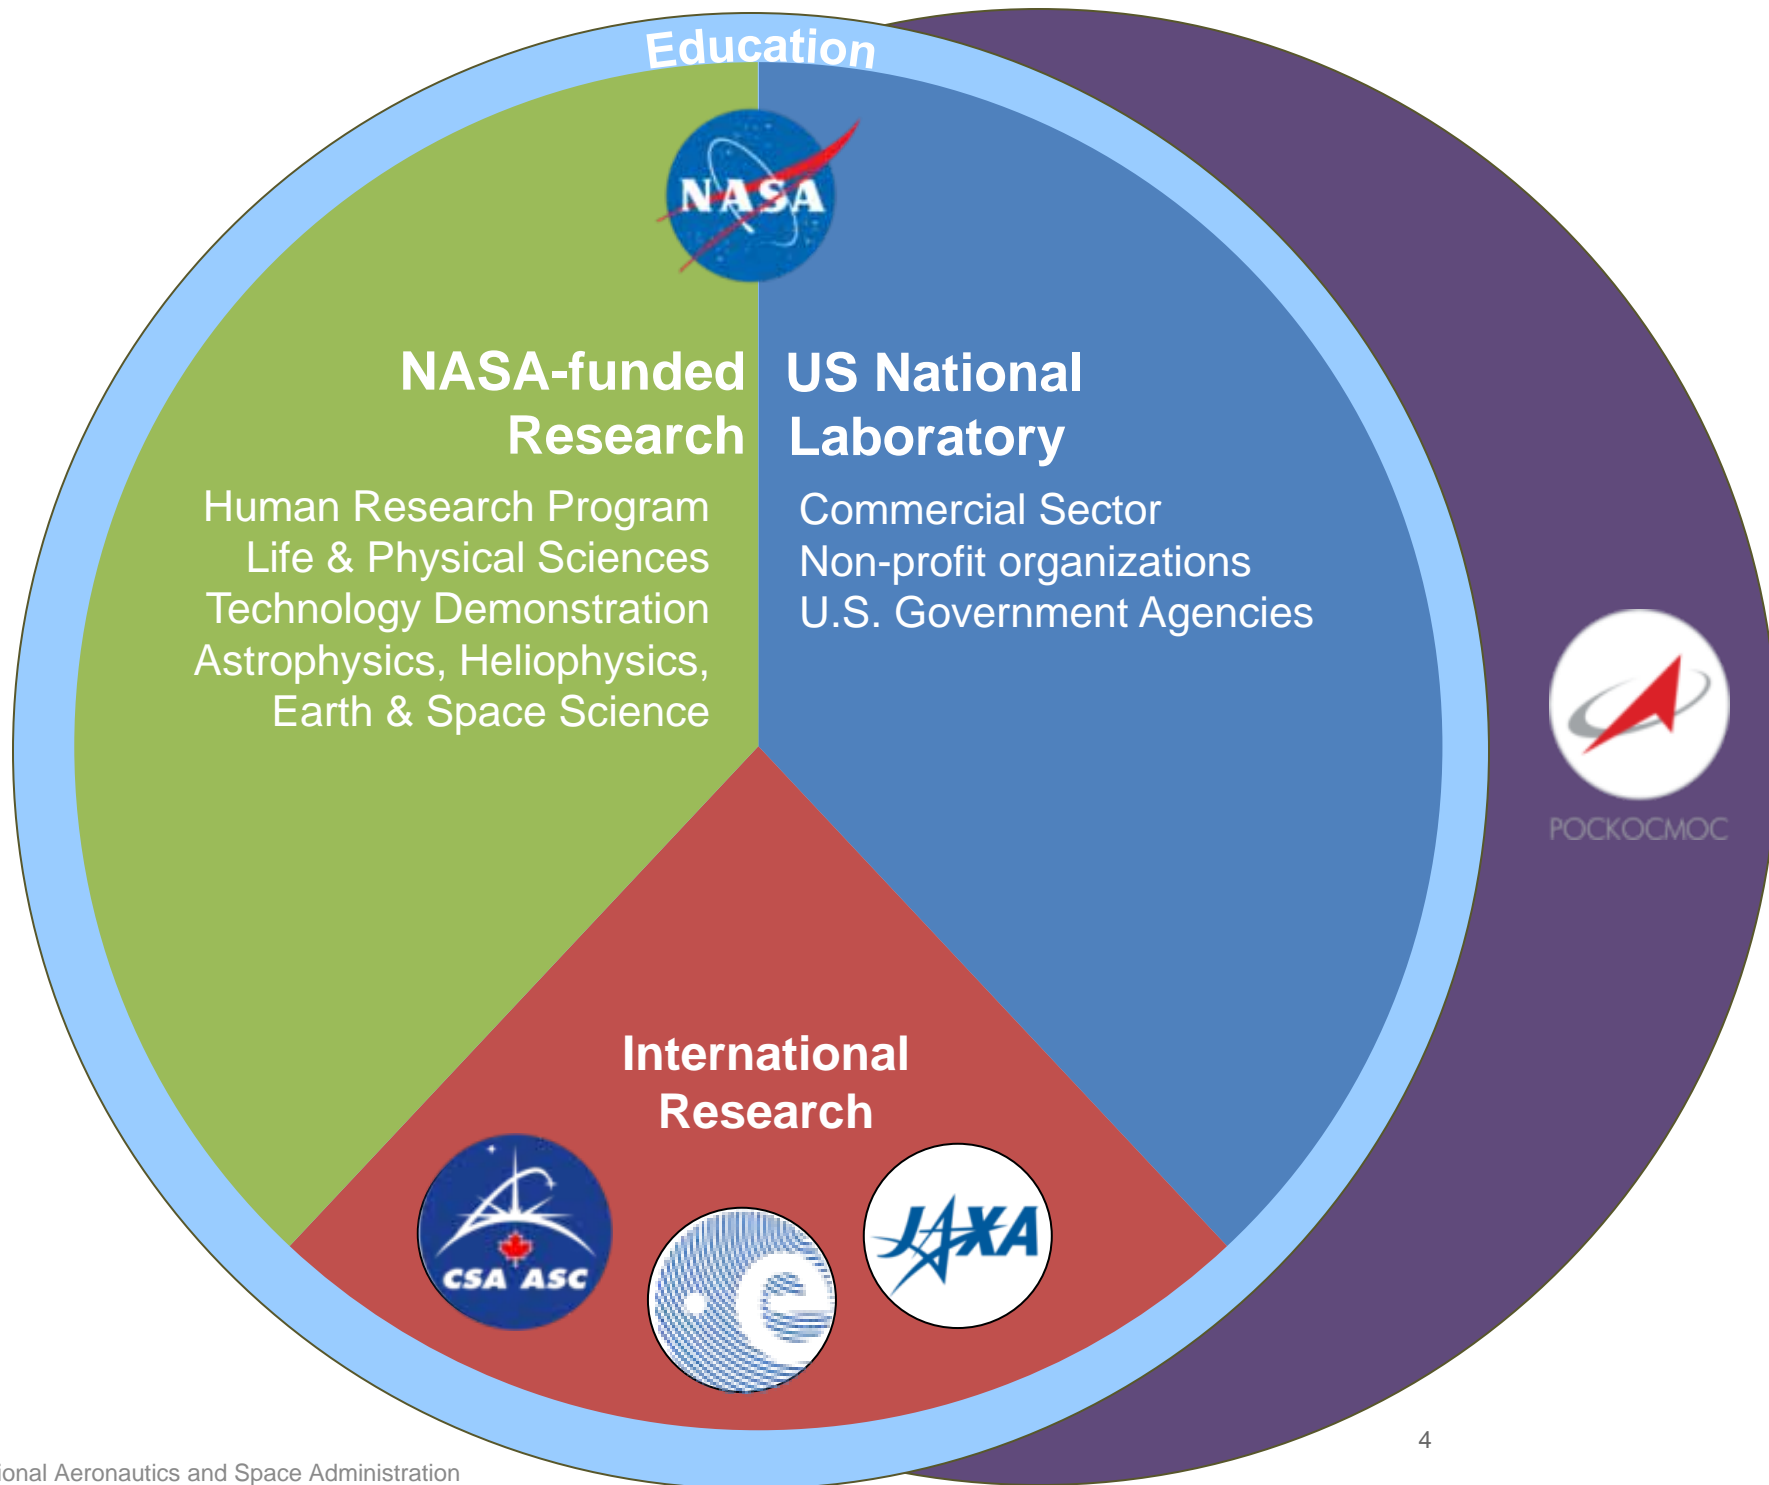 Education
NASA
NASA-funded
Research
Human Research Program
Life & Physical Sciences
Technology Demonstration
Astrophysics, Heliophysics,
Earth & Space Science
US National
Laboratory
Commercial Sector
Non-profit organizations
U.S. Government Agencies
РОСКОСМОС
International
Research
CSA ASC
e
JAXA
4
ional Aeronautics and Space Administration